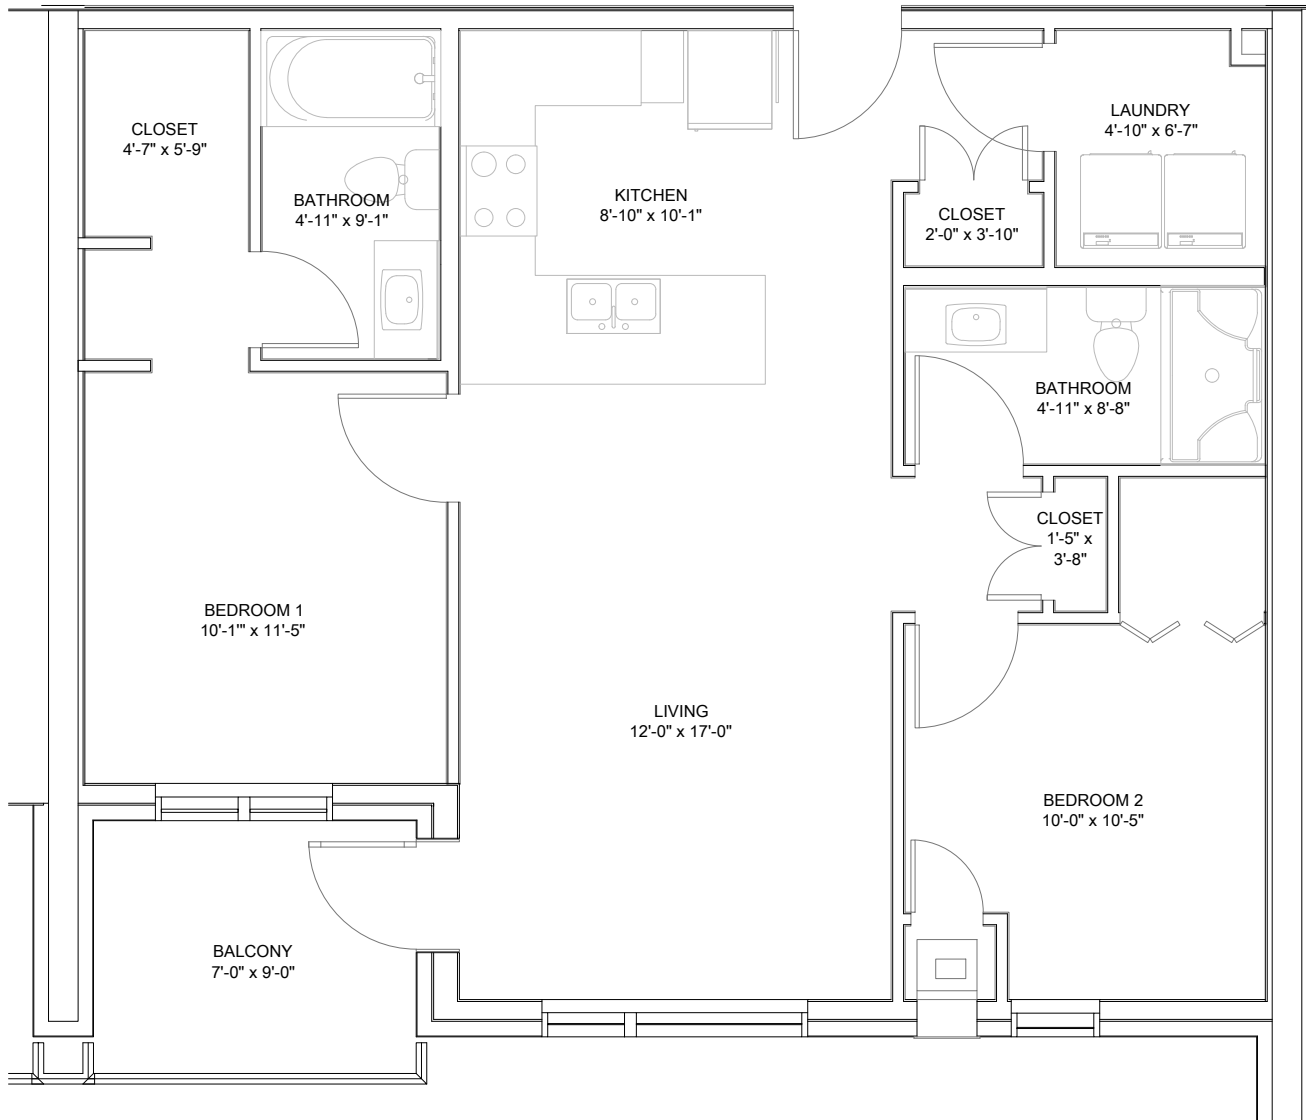 CLOSET
4'-7" x 5'-9"
BATHROOM
4'-11" x 9'-1"
KITCHEN
8'-10" x 10'-1"
LAUNDRY
4'-10" x 6'-7"
CLOSET
2'-0" x 3'-10"
BATHROOM
4'-11" x 8'-8"
CLOSET
1'-5" x
3'-8"
BEDROOM 1
10'-1'" x 11'-5"
LIVING
12'-0" x 17'-0"
BEDROOM 2
10'-0" x 10'-5"
BALCONY
7'-0" x 9'-0"